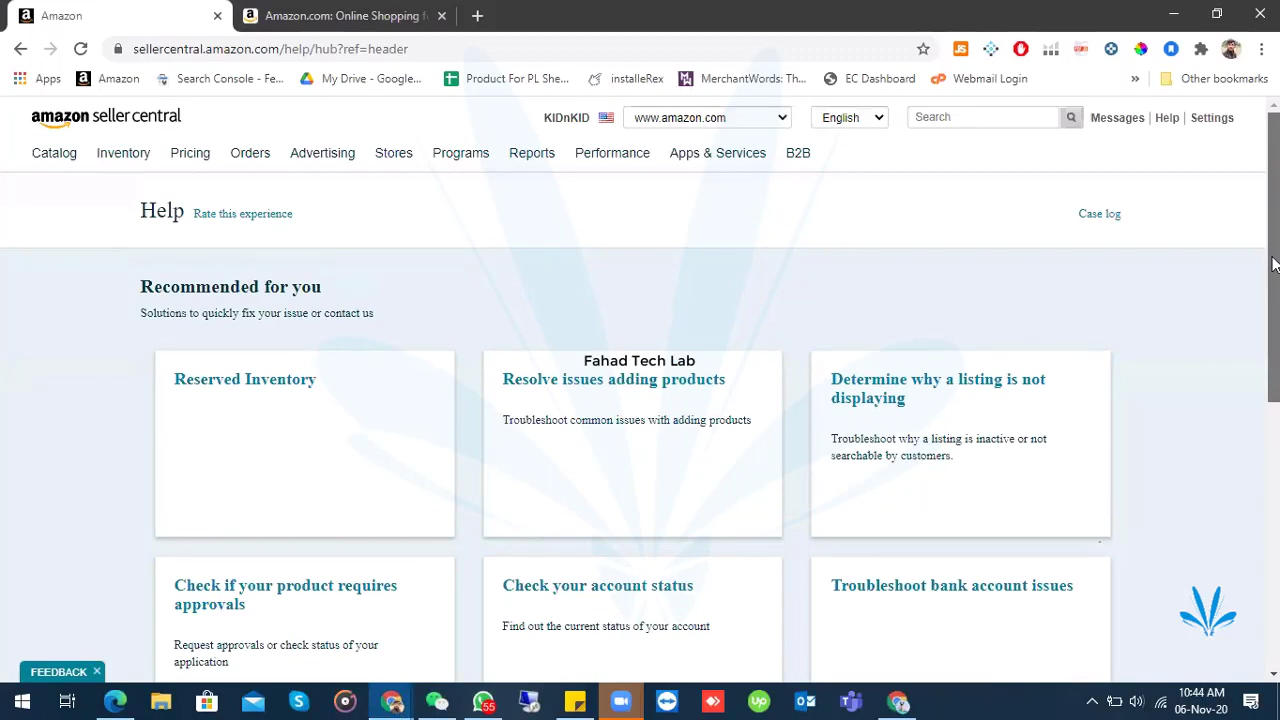 Amazon
Amazon.com: Online Shopping f
sellercentral.amazon.com/help/hub?ref=header
Apps
Amazon
Search Console - Fe...
My Drive - Google...
Product For PL She...
installeRex
MerchantWords: Th...
EC Dashboard
Webmail Login
»
Other bookmarks
amazon seller central
KIDnKID
www.amazon.com
English
Search
Messages | Help | Settings
Catalog
Inventory
Pricing
Orders
Advertising
Stores
Programs
Reports
Performance
Apps & Services
B2B
Help
Rate this experience
Case log
Recommended for you
Solutions to quickly fix your issue or contact us
Fahad Tech Lab
Reserved Inventory
Resolve issues adding products
Troubleshoot common issues with adding products
Determine why a listing is not
displaying
Troubleshoot why a listing is inactive or not
searchable by customers.
Check if your product requires
approvals
Request approvals or check status of your
application
Check your account status
Find out the current status of your account
Troubleshoot bank account issues
FEEDBACK
55
10:44 AM
06-Nov-20